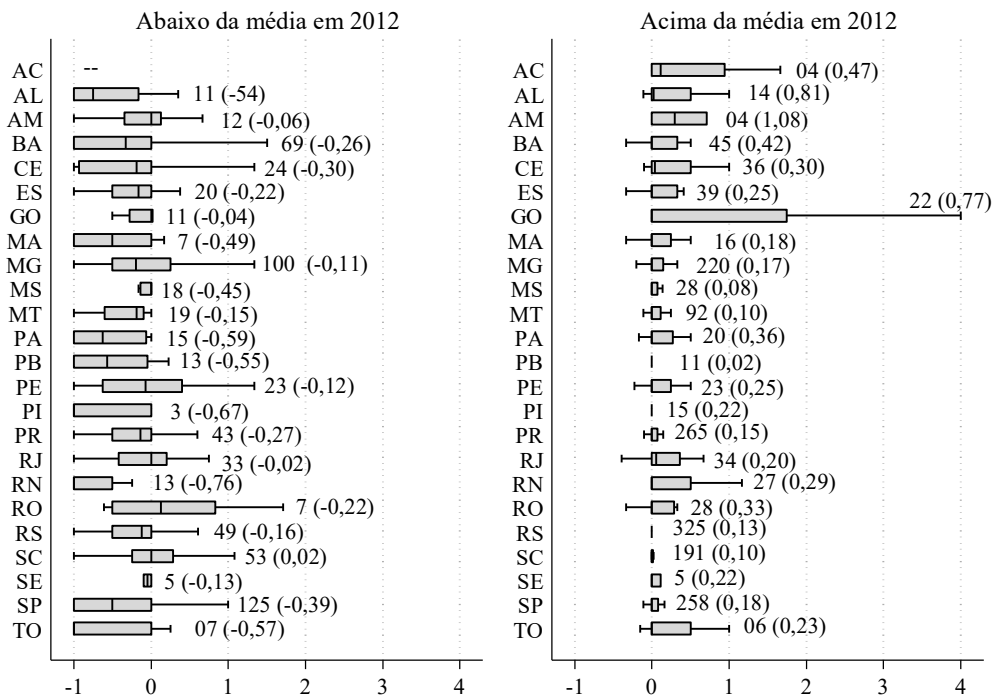 Abaixo da média em 2012
AC --
AL 11 (-54)
AM 12 (-0,06)
BA 69 (-0,26)
CE 24 (-0,30)
ES 20 (-0,22)
GO 11 (-0,04)
MA 7 (-0,49)
MG 100 (-0,11)
MS 18 (-0,45)
MT 19 (-0,15)
PA 15 (-0,59)
PB 13 (-0,55)
PE 23 (-0,12)
PI 3 (-0,67)
PR 43 (-0,27)
RJ 33 (-0,02)
RN 13 (-0,76)
RO 7 (-0,22)
RS 49 (-0,16)
SC 53 (0,02)
SE 5 (-0,13)
SP 125 (-0,39)
TO 07 (-0,57)
-1 0 1 2 3 4
Acima da média em 2012
AC 04 (0,47)
AL 14 (0,81)
AM 04 (1,08)
BA 45 (0,42)
CE 36 (0,30)
ES 39 (0,25)
GO 22 (0,77)
MA 16 (0,18)
MG 220 (0,17)
MS 28 (0,08)
MT 92 (0,10)
PA 20 (0,36)
PB 11 (0,02)
PE 23 (0,25)
PI 15 (0,22)
PR 265 (0,15)
RJ 34 (0,20)
RN 27 (0,29)
RO 28 (0,33)
RS 325 (0,13)
SC 191 (0,10)
SE 5 (0,22)
SP 258 (0,18)
TO 06 (0,23)
-1 0 1 2 3 4